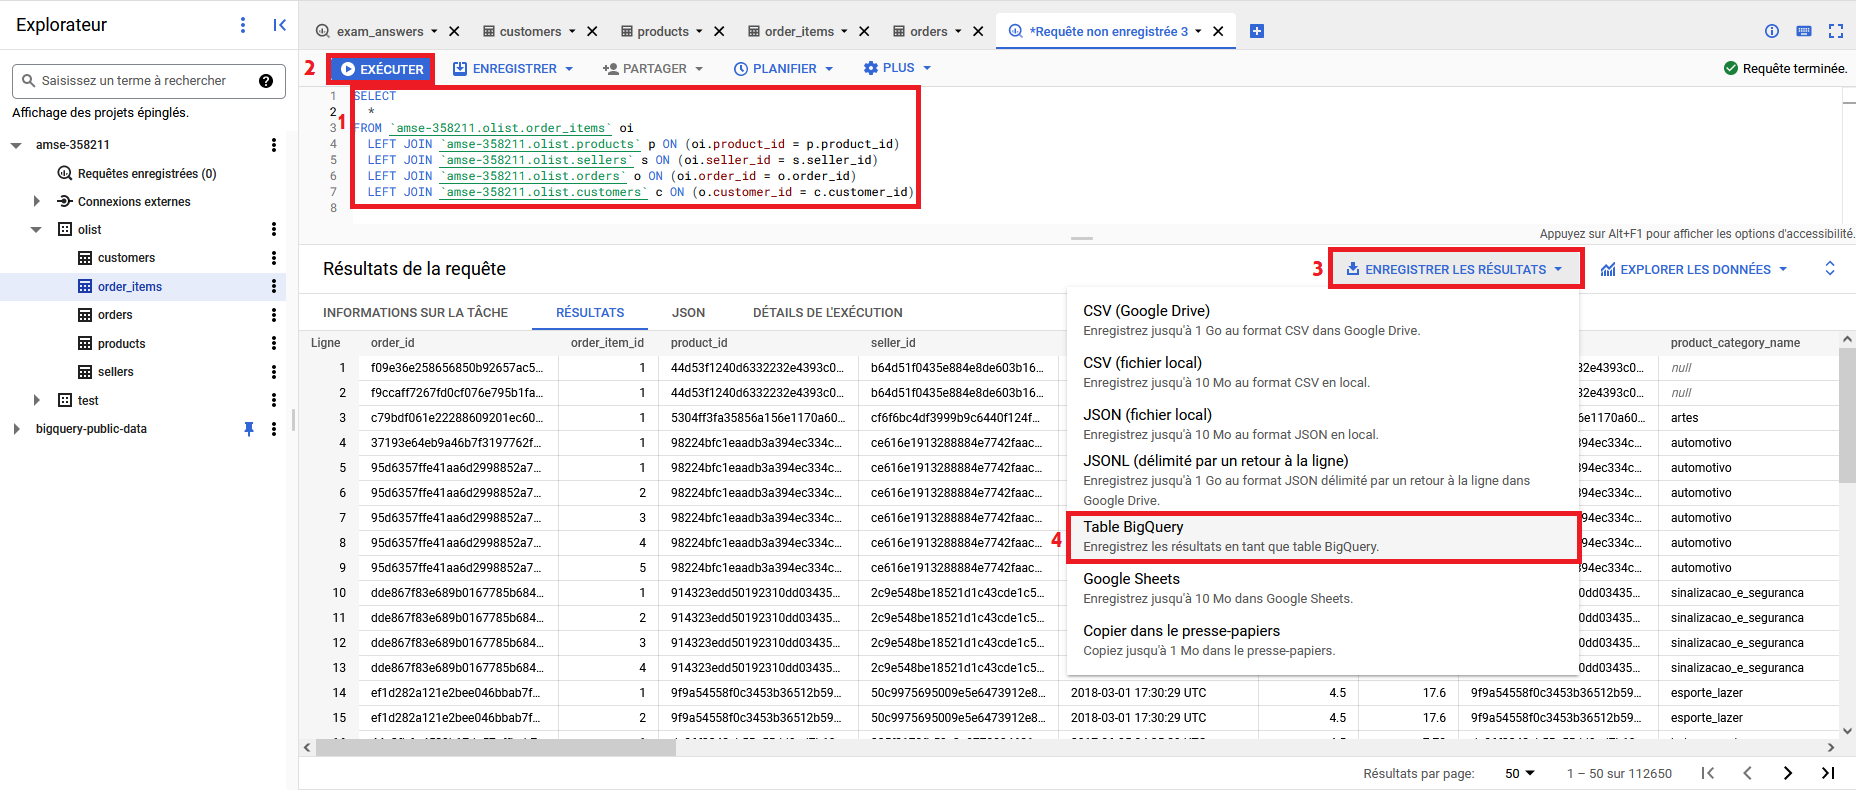 Explorateur
Saisissez un terme à rechercher
Affichage des projets épinglés.
amse-358211
Requêtes enregistrées (0)
Connexions externes
olist
customers
order_items
orders
products
sellers
test
bigquery-public-data
exam_answers customers products order_items orders *Requête non enregistrée 3
2 EXÉCUTER ENREGISTRER PARTAGER PLANIFIER PLUS Requête terminée.
1
1 SELECT
2 *
3 FROM `amse-358211.olist.order_items` oi
4 LEFT JOIN `amse-358211.olist.products` p ON (oi.product_id = p.product_id)
5 LEFT JOIN `amse-358211.olist.sellers` s ON (oi.seller_id = s.seller_id)
6 LEFT JOIN `amse-358211.olist.orders` o ON (oi.order_id = o.order_id)
7 LEFT JOIN `amse-358211.olist.customers` c ON (o.customer_id = c.customer_id)
8
Appuyez sur Alt+F1 pour afficher les options d'accessibilité.
Résultats de la requête 3 ENREGISTRER LES RÉSULTATS EXPLORER LES DONNÉES
INFORMATIONS SUR LA TÂCHE RÉSULTATS JSON DÉTAILS DE L'EXÉCUTION
CSV (Google Drive)
Enregistrez jusqu'à 1 Go au format CSV dans Google Drive.
CSV (fichier local)
Enregistrez jusqu'à 10 Mo au format CSV en local.
JSON (fichier local)
Enregistrez jusqu'à 10 Mo au format JSON en local.
JSONL (délimité par un retour à la ligne)
Enregistrez jusqu'à 1 Go au format JSON délimité par un retour à la ligne dans
Google Drive.
4 Table BigQuery
Enregistrez les résultats en tant que table BigQuery.
Google Sheets
Enregistrez jusqu'à 10 Mo dans Google Sheets.
Copier dans le presse-papiers
Copiez jusqu'à 1 Mo dans le presse-papiers.
Ligne order_id order_item_id product_id seller_id product_category_name
1 f09e36e258656850b92657ac5... 1 44d53f1240d6332232e4393c0... b64d51f0435e884e8de603b16... 32e4393c0... null
2 f9ccaff7267fd0cf076e795b1fa... 1 44d53f1240d6332232e4393c0... b64d51f0435e884e8de603b16... 32e4393c0... null
3 c79bdf061e22288609201ec60... 1 5304ff3fa35856a156e1170a60... cf6f6bc4df3999b9c6440f124f... e1170a60... artes
4 37193e64eb9a46b7f3197762f... 1 98224bfc1eaadb3a394ec334c... ce616e1913288884e7742faac... 394ec334c... automotivo
5 95d6357ffe41aa6d2998852a7... 1 98224bfc1eaadb3a394ec334c... ce616e1913288884e7742faac... 394ec334c... automotivo
6 95d6357ffe41aa6d2998852a7... 2 98224bfc1eaadb3a394ec334c... ce616e1913288884e7742faac... 394ec334c... automotivo
7 95d6357ffe41aa6d2998852a7... 3 98224bfc1eaadb3a394ec334c... ce616e1913288884e7742faac... 394ec334c... automotivo
8 95d6357ffe41aa6d2998852a7... 4 98224bfc1eaadb3a394ec334c... ce616e1913288884e7742faac... 394ec334c... automotivo
9 95d6357ffe41aa6d2998852a7... 5 98224bfc1eaadb3a394ec334c... ce616e1913288884e7742faac... 394ec334c... automotivo
10 dde867f83e689b0167785b684... 1 914323edd50192310dd03435... 2c9e548be18521d1c43cde1c5... 0dd03435... sinalizacao_e_seguranca
11 dde867f83e689b0167785b684... 2 914323edd50192310dd03435... 2c9e548be18521d1c43cde1c5... 0dd03435... sinalizacao_e_seguranca
12 dde867f83e689b0167785b684... 3 914323edd50192310dd03435... 2c9e548be18521d1c43cde1c5... 0dd03435... sinalizacao_e_seguranca
13 dde867f83e689b0167785b684... 4 914323edd50192310dd03435... 2c9e548be18521d1c43cde1c5... 0dd03435... sinalizacao_e_seguranca
14 ef1d282a121e2bee046bbab7f... 1 9f9a54558f0c3453b36512b59... 50c9975695009e5e6473912e8... 2018-03-01 17:30:29 UTC 4.5 17.6 9f9a54558f0c3453b36512b59... esporte_lazer
15 ef1d282a121e2bee046bbab7f... 2 9f9a54558f0c3453b36512b59... 50c9975695009e5e6473912e8... 2018-03-01 17:30:29 UTC 4.5 17.6 9f9a54558f0c3453b36512b59... esporte_lazer
Résultats par page: 50 1 – 50 sur 112650